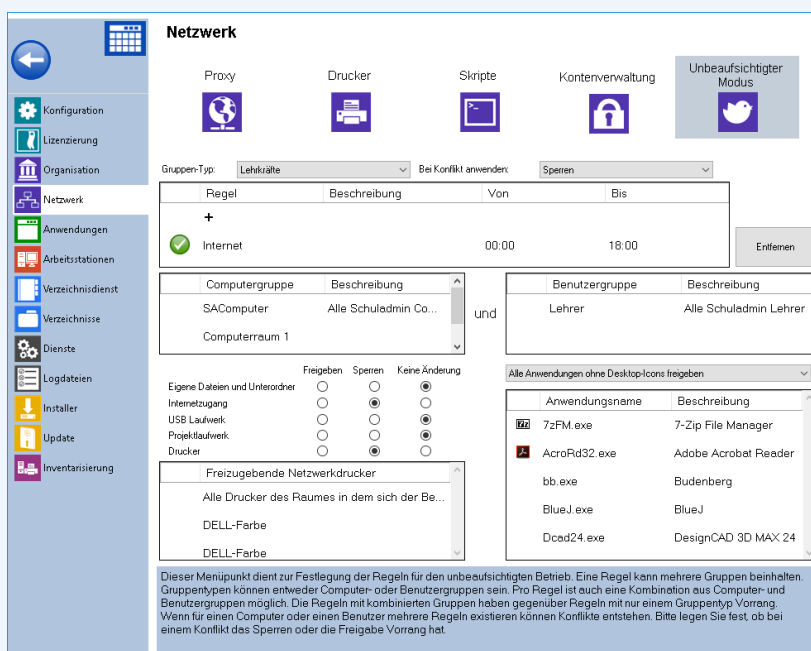 Netzwerk
Proxy
Drucker
Skripte
Kontenverwaltung
Unbeaufsichtigter
Modus
Konfiguration
Lizenzierung
Organisation
Netzwerk
Anwendungen
Arbeitsstationen
Verzeichnisdienst
Verzeichnisse
Dienste
Logdateien
Installer
Update
Inventarisierung
Gruppen-Typ: Lehrkräfte Bei Konflikt anwenden: Sperren
Regel Beschreibung Von Bis
+
Internet 00:00 18:00
Entfernen
Computergruppe Beschreibung
SAComputer Alle Schuladmin Co...
Computerraum 1
und
Benutzergruppe Beschreibung
Lehrer Alle Schuladmin Lehrer
Freigeben Sperren Keine Änderung
Eigene Dateien und Unterordner
Internetzugang
USB Laufwerk
Projektlaufwerk
Drucker
Freizugebende Netzwerkdrucker
Alle Drucker des Raumes in dem sich der Be...
DELL-Farbe
DELL-Farbe
Alle Anwendungen ohne Desktop-Icons freigeben
Anwendungsname Beschreibung
7zFM.exe 7-Zip File Manager
AcroRd32.exe Adobe Acrobat Reader
bb.exe Budenberg
BlueJ.exe BlueJ
Dcad24.exe DesignCAD 3D MAX 24
Dieser Menüpunkt dient zur Festlegung der Regeln für den unbeaufsichtigten Betrieb. Eine Regel kann mehrere Gruppen beinhalten.
Gruppentypen können entweder Computer- oder Benutzergruppen sein. Pro Regel ist auch eine Kombination aus Computer- und
Benutzergruppen möglich. Die Regeln mit kombinierten Gruppen haben gegenüber Regeln mit nur einem Gruppentyp Vorrang.
Wenn für einen Computer oder einen Benutzer mehrere Regeln existieren können Konflikte entstehen. Bitte legen Sie fest, ob bei
einem Konflikt das Sperren oder die Freigabe Vorrang hat.